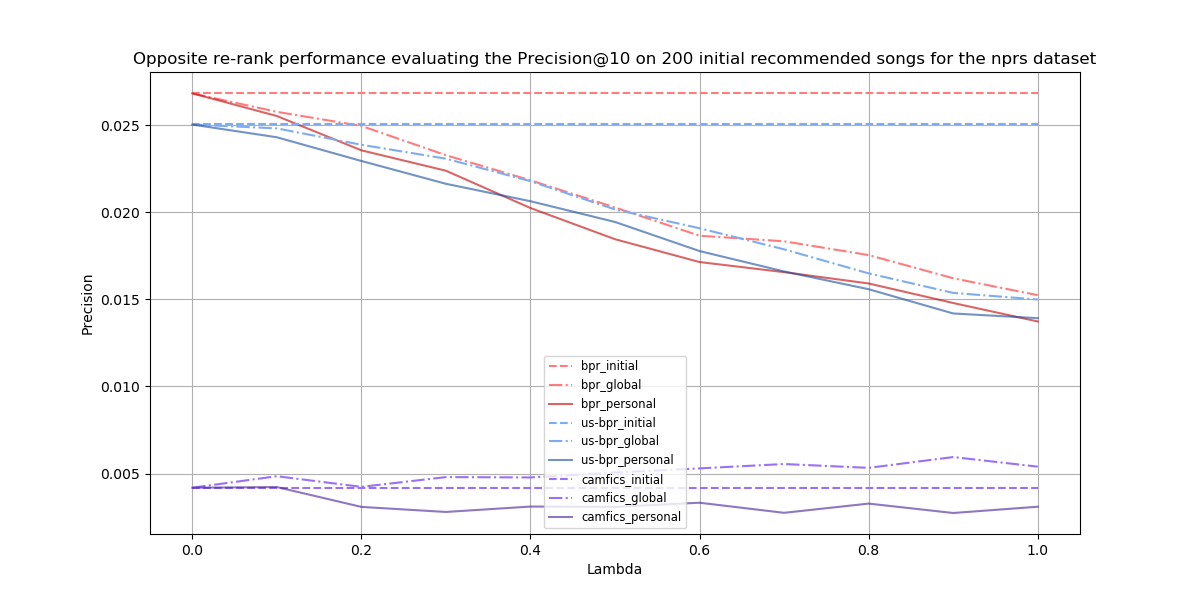 Opposite re-rank performance evaluating the Precision@10 on 200 initial recommended songs for the nprs dataset
Precision
0.025
0.020
0.015
0.010
0.005
bpr_initial
bpr_global
bpr_personal
us-bpr_initial
us-bpr_global
us-bpr_personal
camfics_initial
camfics_global
camfics_personal
0.0 0.2 0.4 0.6 0.8 1.0
Lambda